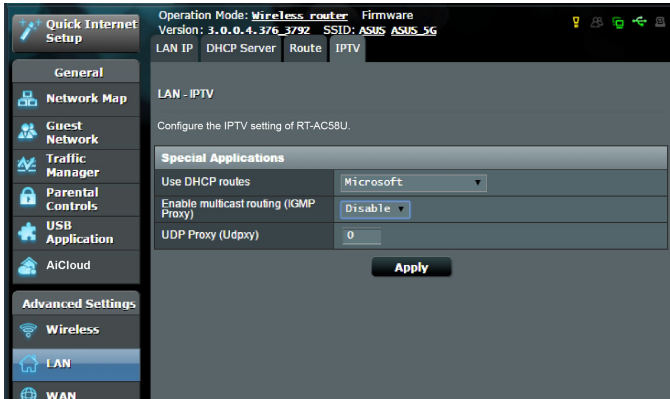 Quick Internet
Setup
Operation Mode: Wireless router Firmware
Version: 3.0.0.4.376_3792 SSID: ASUS ASUS_5G
LAN IP DHCP Server Route IPTV
General
Network Map
Guest
Network
Traffic
Manager
Parental
Controls
USB
Application
AiCloud
Advanced Settings
Wireless
LAN
WAN
LAN - IPTV
Configure the IPTV setting of RT-AC58U.
Special Applications
Use DHCP routes Microsoft
Enable multicast routing (IGMP
Proxy) Disable
UDP Proxy (Udpxy) 0
Apply